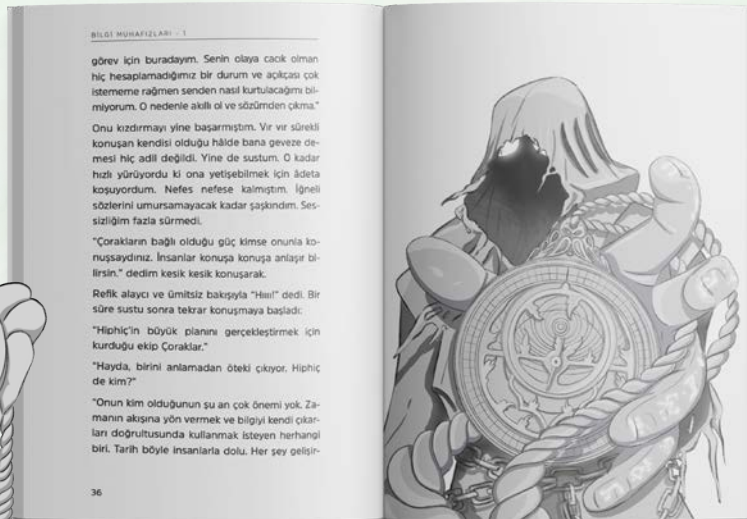 BİLGİ MUHAFIZLARI - 1
görev için buradayım. Senin olaya cacık olman
hiç hesaplamadığımız bir durum ve açıkçası çok
istememe rağmen senden nasıl kurtulacağımı bil-
miyorum. O nedenle akıllı ol ve sözümden çıkma."
Onu kızdırmayı yine başarmıştım. Vır vır sürekli
konuşan kendisi olduğu hâlde bana geveze de-
mesi hiç adil değildi. Yine de sustum. O kadar
hızlı yürüyordu ki ona yetişebilmek için âdeta
koşuyordum. Nefes nefese kalmıştım. İğneli
sözlerini umursamayacak kadar şaşkındım. Ses-
sizliğim fazla sürmedi.
"Çorakların bağlı olduğu güç kimse onunla ko-
nuşsaydınız. İnsanlar konuşa konuşa anlaşır bi-
lirsin." dedim kesik kesik konuşarak.
Refik alaycı ve ümitsiz bakışıyla "Hııı!" dedi. Bir
süre sustu sonra tekrar konuşmaya başladı:
"Hiphiç'in büyük planını gerçekleştirmek için
kurduğu ekip Çoraklar."
"Hayda, birini anlamadan öteki çıkıyor. Hiphiç
de kim?"
"Onun kim olduğunun şu an çok önemi yok. Za-
manın akışına yön vermek ve bilgiyi kendi çıkar-
ları doğrultusunda kullanmak isteyen herhangi
biri. Tarih böyle insanlarla dolu. Her şey gelişir-
36